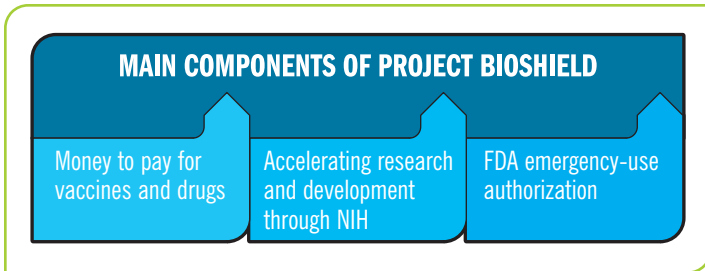 MAIN COMPONENTS OF PROJECT BIOSHIELD
Money to pay for
vaccines and drugs
Accelerating research
and development
through NIH
FDA emergency-use
authorization